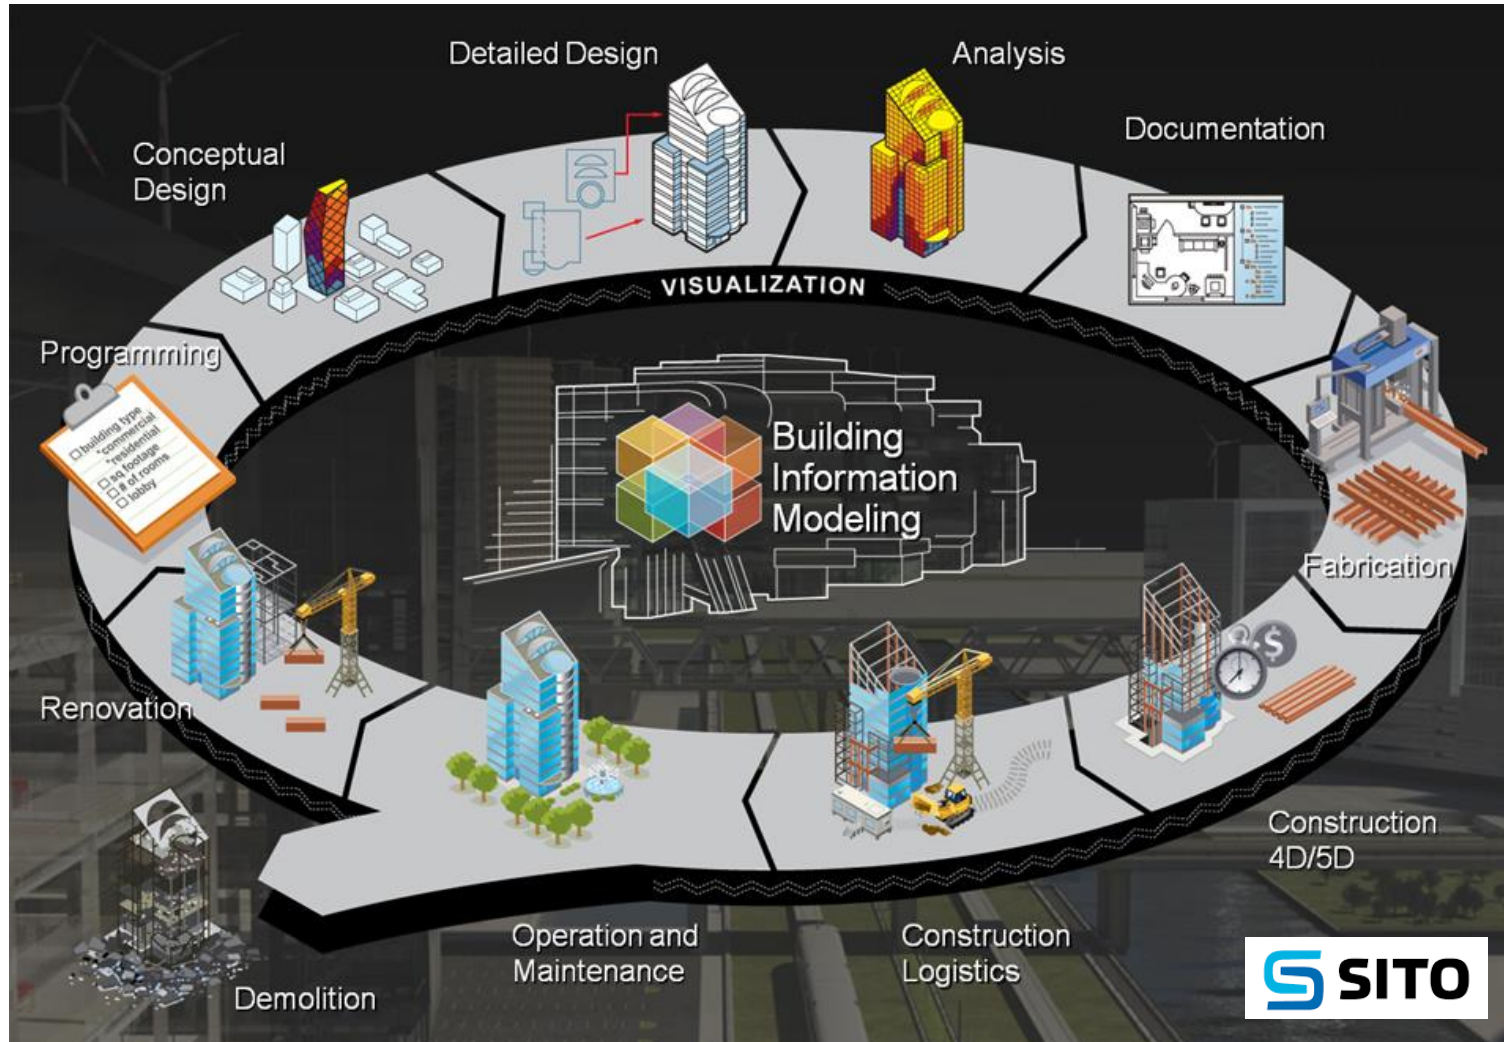 Detailed Design
Analysis
Documentation
Conceptual
Design
VISUALIZATION
Programming
building type
*commercial
*residential
sq footage
# of rooms
lobby
Building
Information
Modeling
Fabrication
$
Renovation
Construction
4D/5D
Operation and
Maintenance
Construction
Logistics
Demolition
SITO